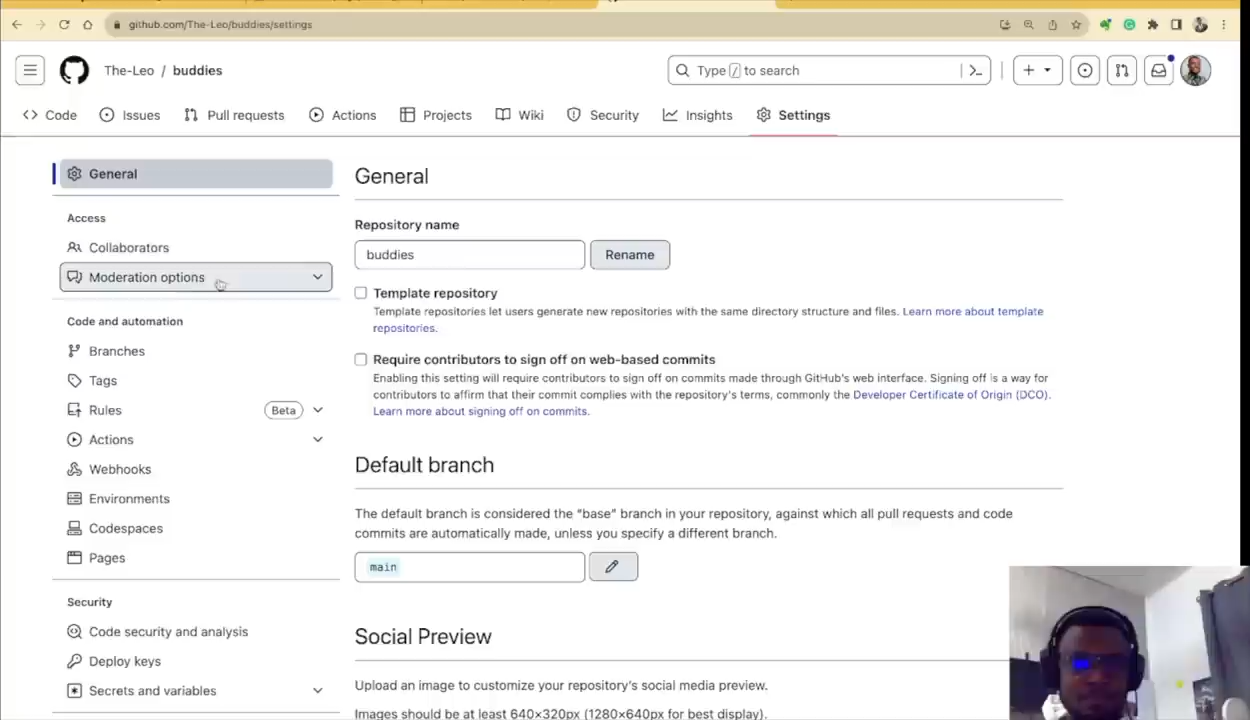 github.com/The-Leo/buddies/settings
The-Leo / buddies
Type / to search
Code Issues Pull requests Actions Projects Wiki Security Insights Settings
General
Access
Collaborators
Moderation options
Code and automation
Branches
Tags
Rules Beta
Actions
Webhooks
Environments
Codespaces
Pages
Security
Code security and analysis
Deploy keys
Secrets and variables
General
Repository name
buddies Rename
Template repository
Template repositories let users generate new repositories with the same directory structure and files. Learn more about template
repositories.
Require contributors to sign off on web-based commits
Enabling this setting will require contributors to sign off on commits made through GitHub's web interface. Signing off is a way for
contributors to affirm that their commit complies with the repository's terms, commonly the Developer Certificate of Origin (DCO).
Learn more about signing off on commits.
Default branch
The default branch is considered the "base" branch in your repository, against which all pull requests and code
commits are automatically made, unless you specify a different branch.
main
Social Preview
Upload an image to customize your repository's social media preview.
Images should be at least 640×320px (1280×640px for best display).